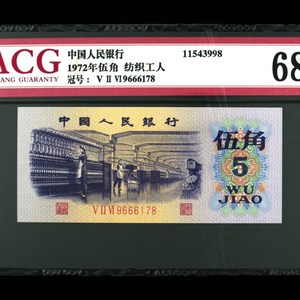 ACG
ANG GUARANTY
中国人民银行
11543998
1972年伍角 纺织工人
冠号： V II VI9666178
68
中國人民銀行
伍角
5
WU
JIAO
V II VI 9666178